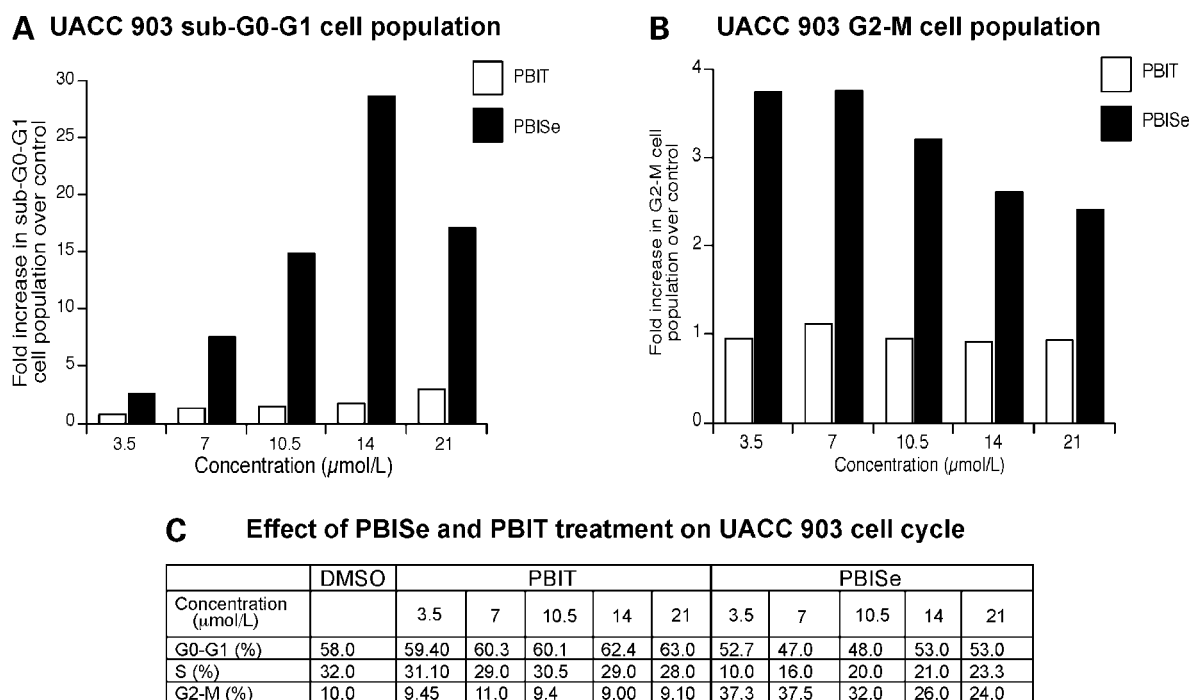 A UACC 903 sub-G0-G1 cell population
Fold increase in sub-G0-G1
cell population over control
30
25
20
15
10
5
0
3.5 7 10.5 14 21
Concentration (µmol/L)
PBIT
PBISe
B UACC 903 G2-M cell population
Fold increase in G2-M cell
population over control
4
3
2
1
0
3.5 7 10.5 14 21
Concentration (µmol/L)
PBIT
PBISe
C Effect of PBISe and PBIT treatment on UACC 903 cell cycle
DMSO PBIT PBISe
Concentration
(µmol/L)
3.5 7 10.5 14 21 3.5 7 10.5 14 21
G0-G1 (%) 58.0 59.40 60.3 60.1 62.4 63.0 52.7 47.0 48.0 53.0 53.0
S (%) 32.0 31.10 29.0 30.5 29.0 28.0 10.0 16.0 20.0 21.0 23.3
G2-M (%) 10.0 9.45 11.0 9.4 9.00 9.10 37.3 37.5 32.0 26.0 24.0